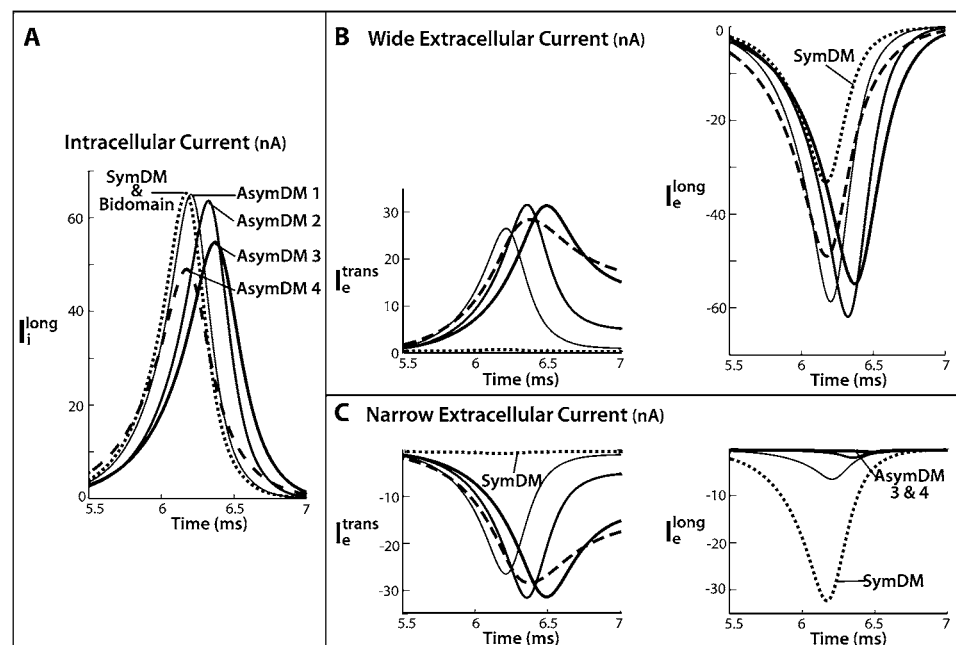 A
Intracellular Current (nA)
SymDM
&
Bidomain
AsymDM 1
AsymDM 2
AsymDM 3
AsymDM 4
I_i^long
60
40
20
0
5.5 6 6.5 7
Time (ms)
B Wide Extracellular Current (nA)
I_e^trans
30
20
10
0
5.5 6 6.5 7
Time (ms)
SymDM
I_e^long
0
-20
-40
-60
5.5 6 6.5 7
Time (ms)
C Narrow Extracellular Current (nA)
SymDM
I_e^trans
-10
-20
-30
5.5 6 6.5 7
Time (ms)
AsymDM
3 & 4
I_e^long
-10
-20
-30
SymDM
5.5 6 6.5 7
Time (ms)